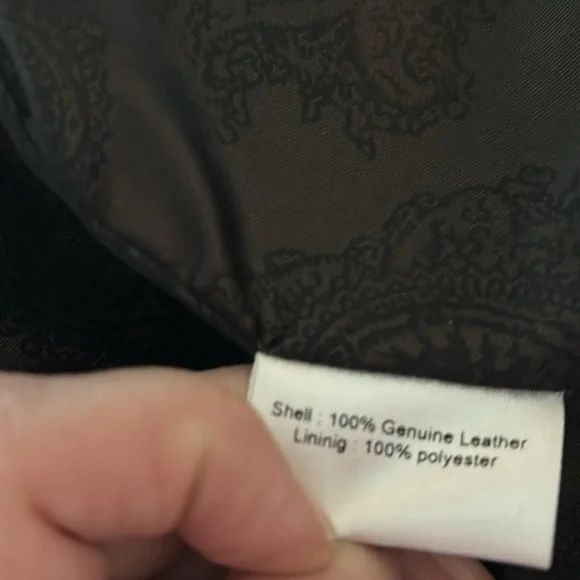 Shell : 100% Genuine Leather
Lininig : 100% polyester